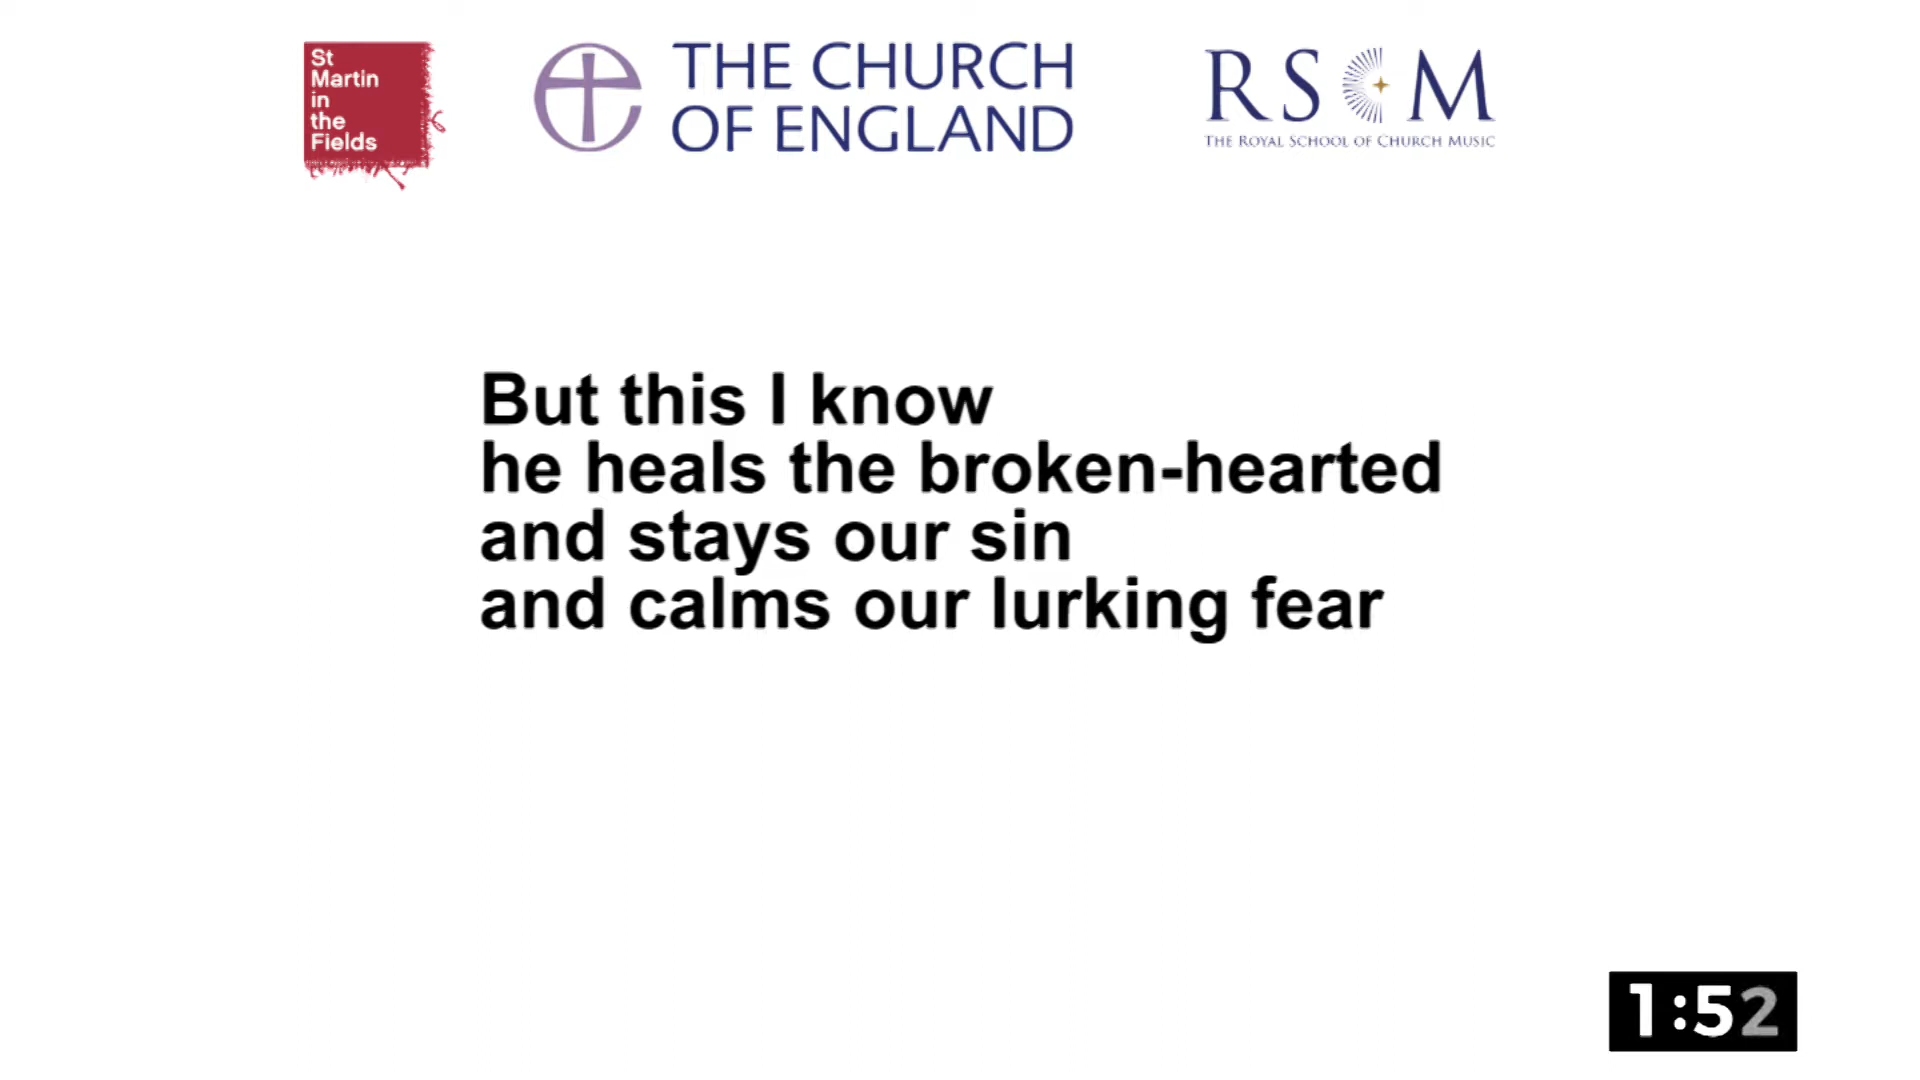 St
Martin
in
the
Fields
THE CHURCH
OF ENGLAND
RSCM
THE ROYAL SCHOOL OF CHURCH MUSIC
But this I know
he heals the broken-hearted
and stays our sin
and calms our lurking fear
1:52